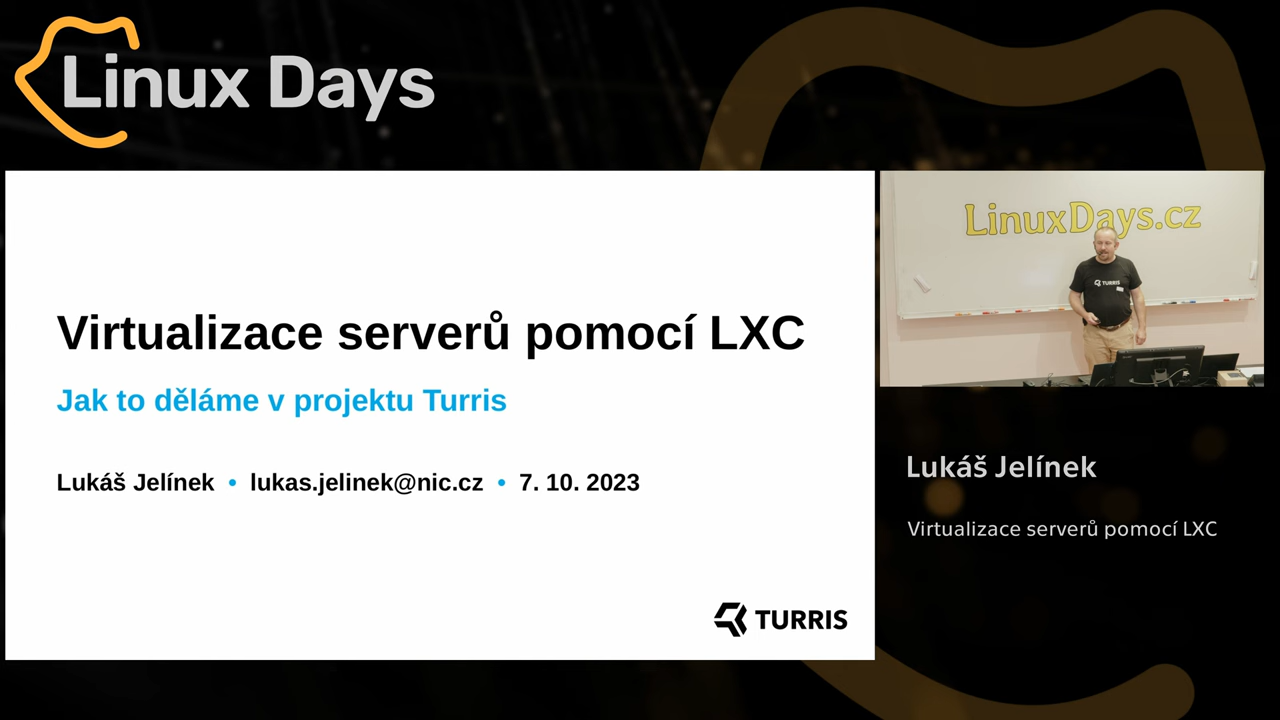 Linux Days
Virtualizace serverů pomocí LXC
Jak to děláme v projektu Turris
Lukáš Jelínek • lukas.jelinek@nic.cz • 7. 10. 2023
TURRIS
LinuxDays.cz
TURRIS
Lukáš Jelínek
Virtualizace serverů pomocí LXC